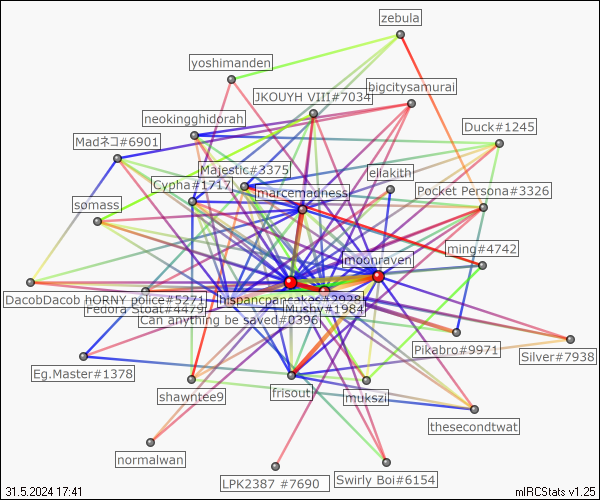 zebula
yoshimanden
bigcitysamurai
JKOUYH VIII#7034
neokingghidorah
Duck#1245
Madネコ#6901
Majestic#3375
eliakith
Cypha#1717
marcemadness
Pocket Persona#3326
somass
ming#4742
moonraven
DacobDacob
hORNY police#5271
hispancpancakes#2928
Fedora Stoat#4479
Musby#1984
Can anything be saved#0396
Pikabro#9971
Silver#7938
Eg.Master#1378
shawntee9
frisout
mukszi
thesecondtwat
normalwan
LPK2387 #7690
Swirly Boi#6154
31.5.2024 17:41
mIRCStats v1.25